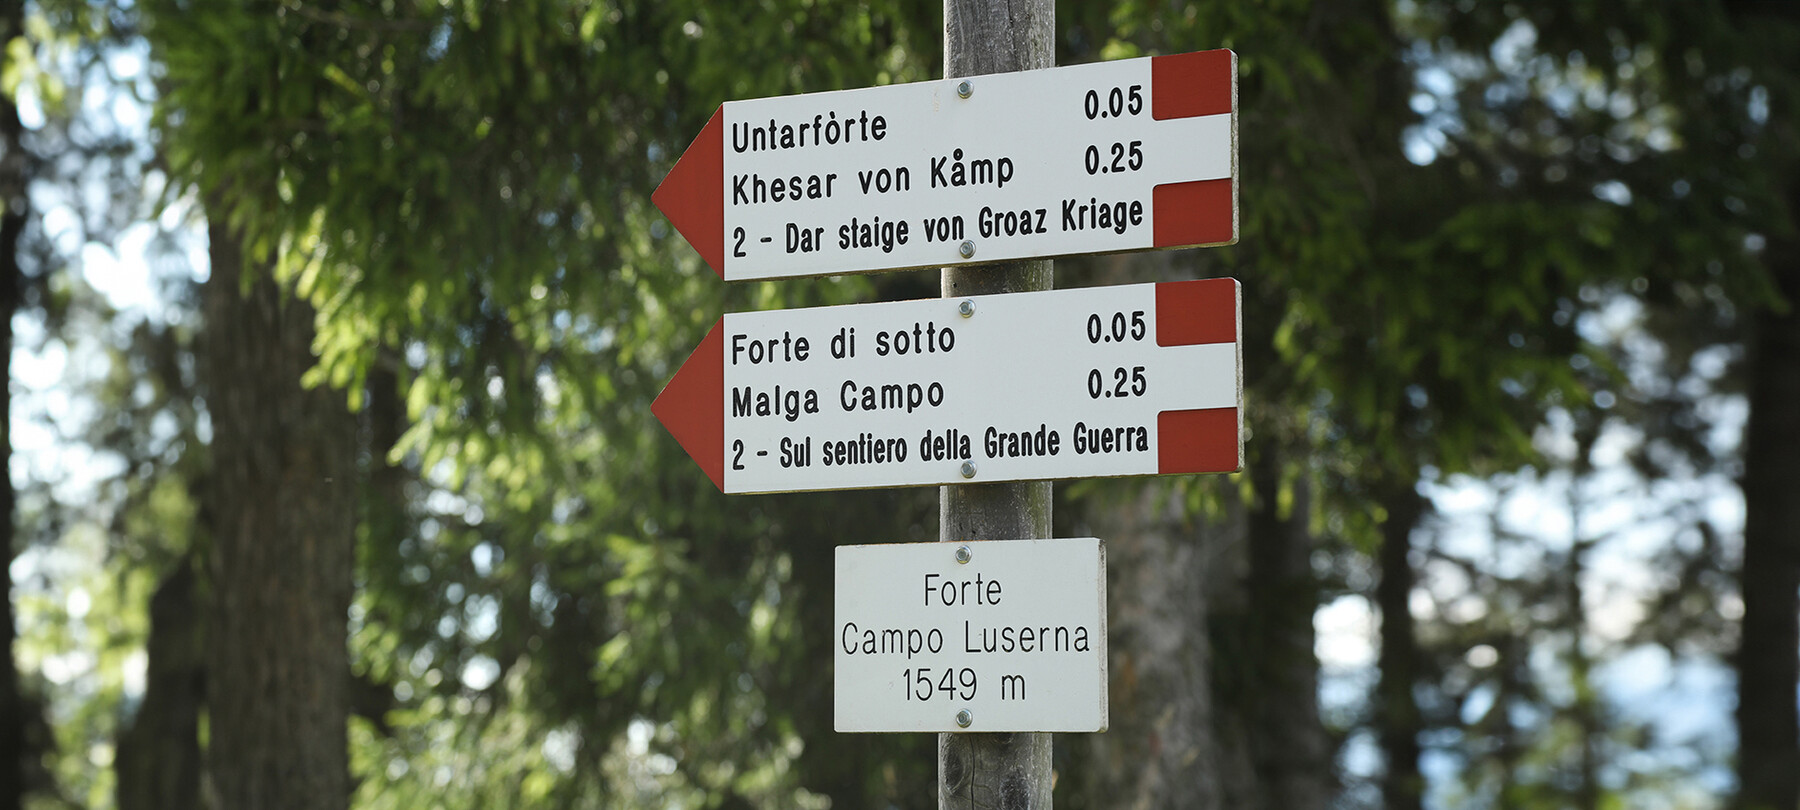 Untarfòrte 0.05
Khesar von Kåmp 0.25
2 - Dar staige von Groaz Kriage
Forte di sotto 0.05
Malga Campo 0.25
2 - Sul sentiero della Grande Guerra
Forte
Campo Luserna
1549 m